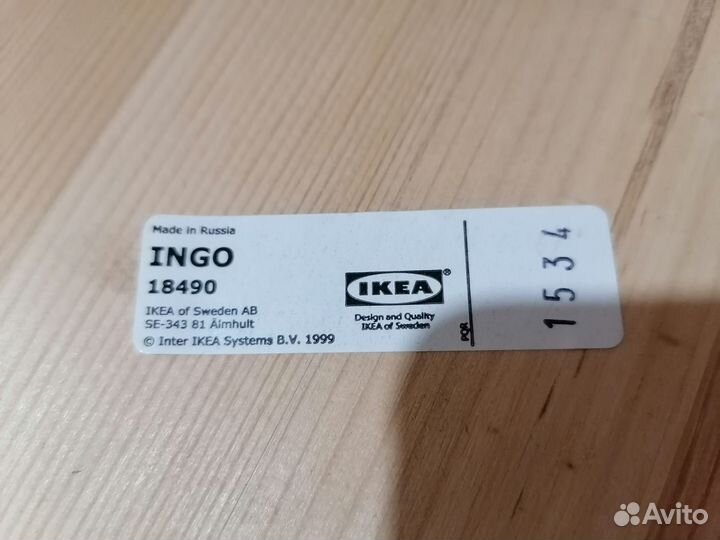 Made in Russia
INGO
18490
IKEA of Sweden AB
SE-343 81 Älmhult
© Inter IKEA Systems B.V. 1999
IKEA®
Design and Quality
IKEA of Sweden
PQR
1534
Avito